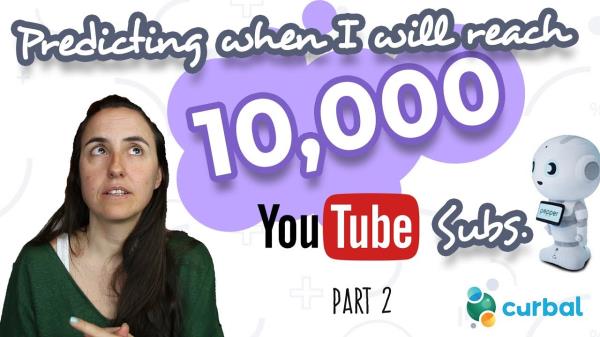 Predicting when I will reach
10,000
YouTube Subs.
pepper
PART 2
curbal